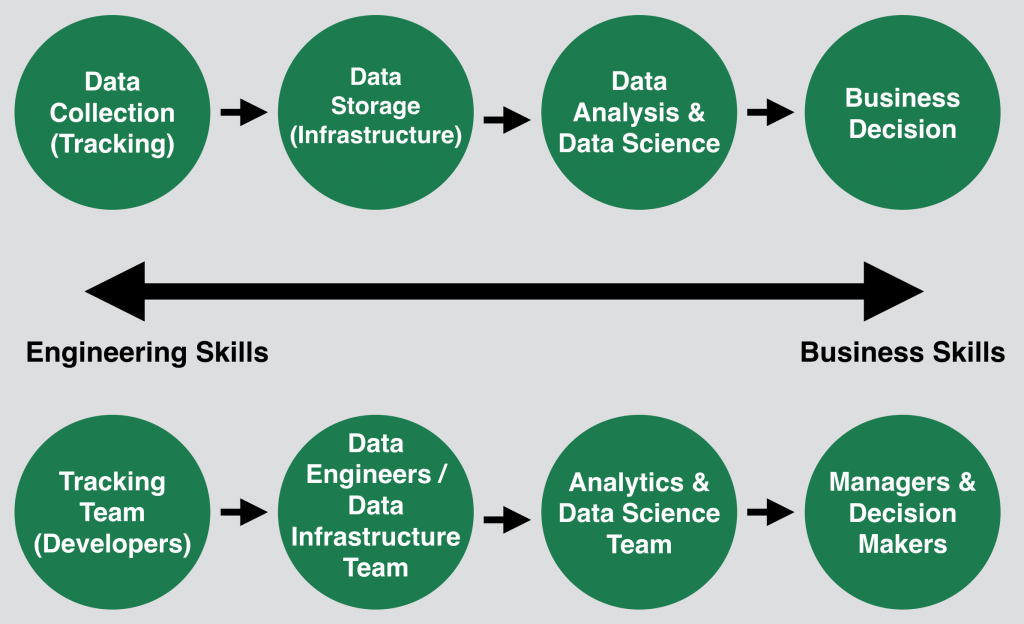 Data
Collection
(Tracking)
Data
Storage
(Infrastructure)
Data
Analysis &
Data Science
Business
Decision
Engineering Skills
Business Skills
Tracking
Team
(Developers)
Data
Engineers /
Data
Infrastructure
Team
Analytics &
Data Science
Team
Managers &
Decision
Makers